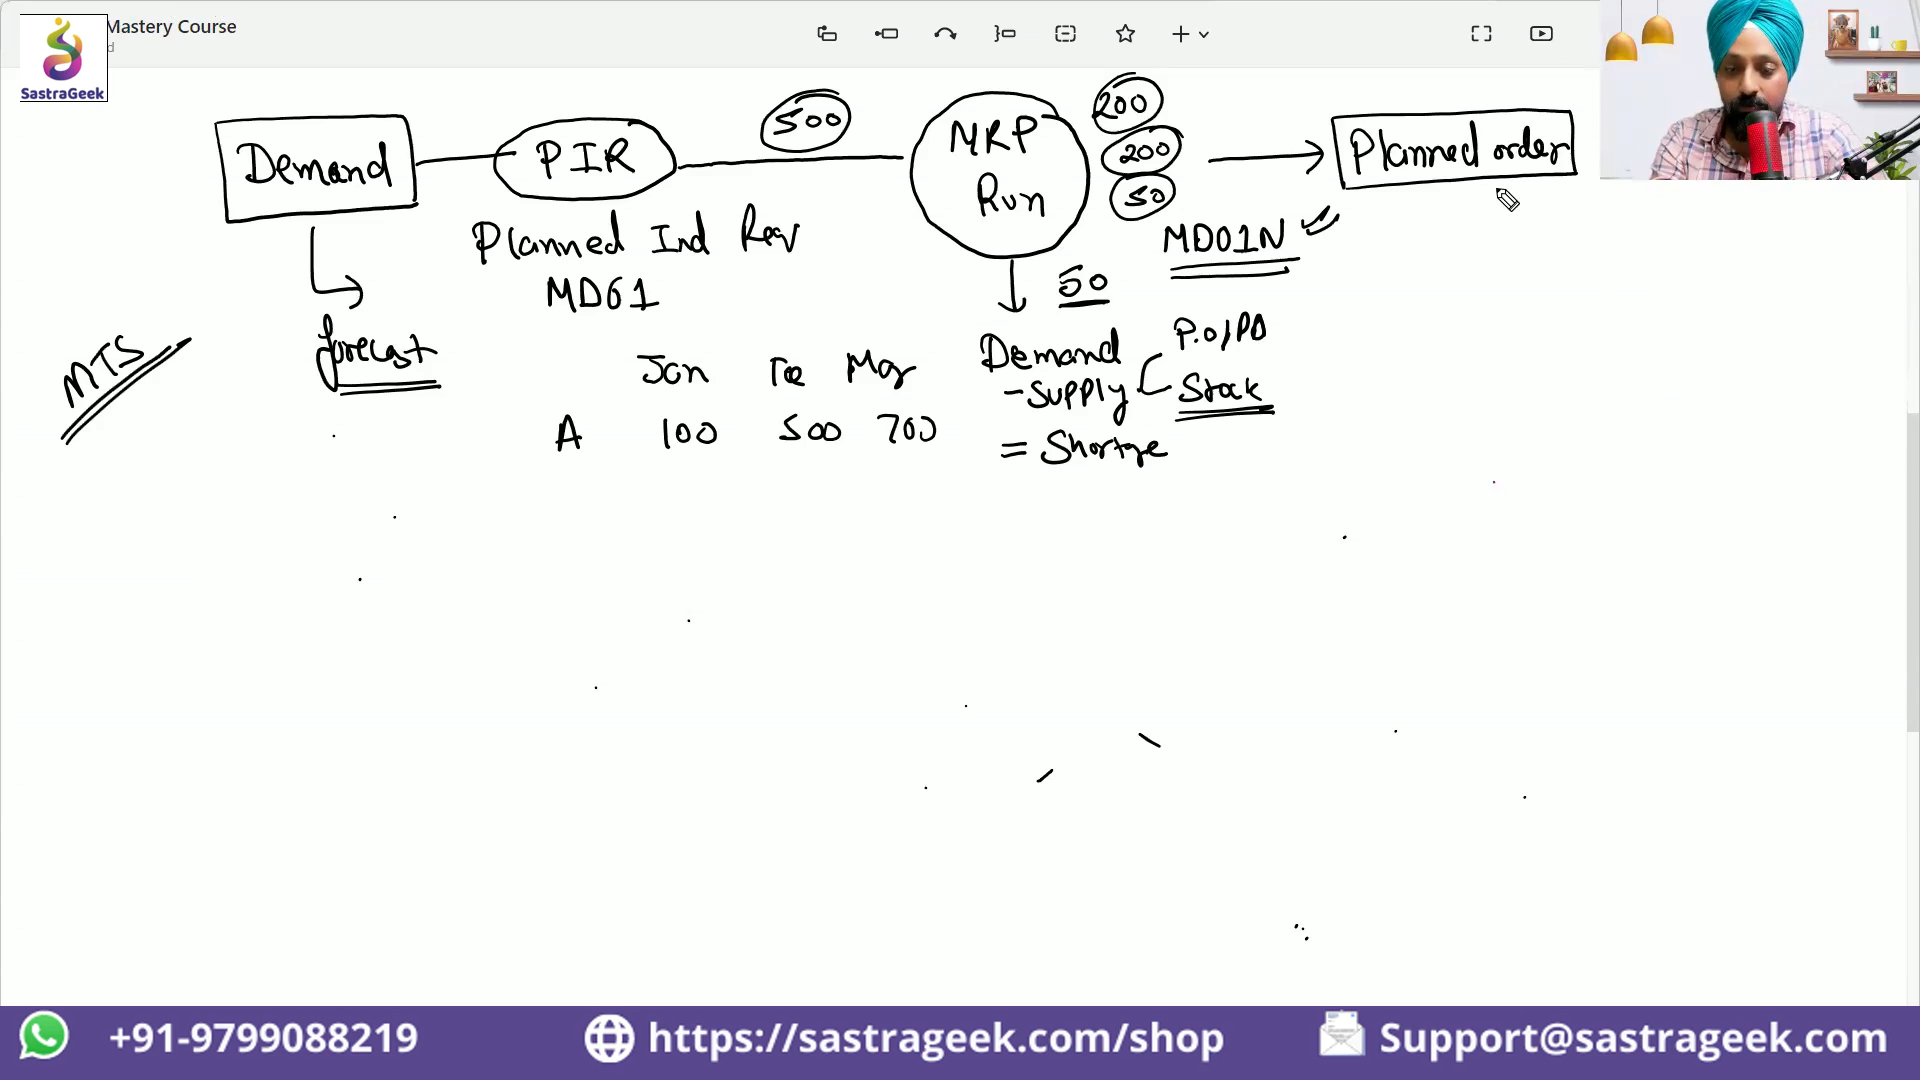 Mastery Course
d
SastraGeek
Demand
PIR
500
MRP
Run
200
200
50
Planned order
Planned Ind Req
MD61
MD01N
50
MTS
forecast
Demand
P.O/PO
-Supply
Stock
= Shortge
Jan Fe Mar
A 100 500 700
+91-9799088219
https://sastrageek.com/shop
Support@sastrageek.com